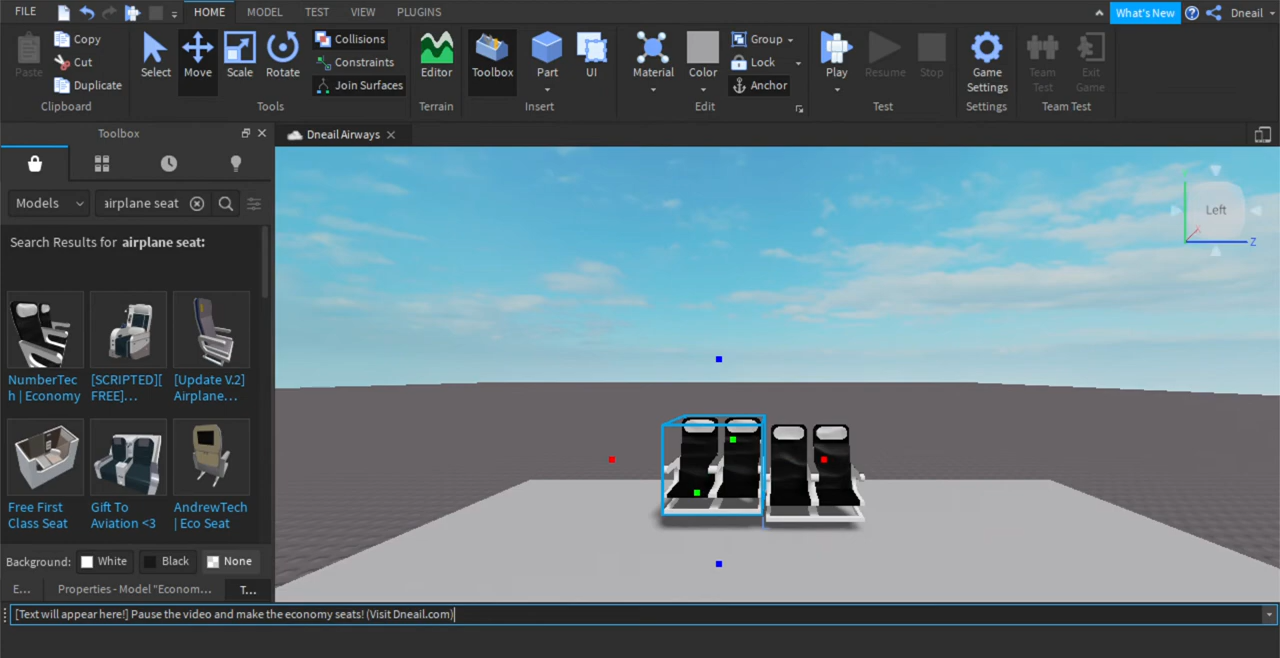 FILE
HOME
MODEL
TEST
VIEW
PLUGINS
What's New
Dneail
Paste
Copy
Cut
Duplicate
Clipboard
Select
Move
Scale
Rotate
Collisions
Constraints
Join Surfaces
Tools
Editor
Terrain
Toolbox
Part
UI
Insert
Material
Color
Group
Lock
Anchor
Edit
Play
Resume
Stop
Test
Game
Settings
Settings
Team
Test
Exit
Game
Team Test
Toolbox
Dneail Airways
Models
airplane seat
Search Results for airplane seat:
NumberTec
h | Economy
[SCRIPTED][
FREE]...
[Update V.2]
Airplane...
Free First
Class Seat
Gift To
Aviation <3
AndrewTech
| Eco Seat
Background:
White
Black
None
E...
Properties - Model "Econom...
T...
Left
X
Z
[Text will appear here!] Pause the video and make the economy seats! (Visit Dneail.com)